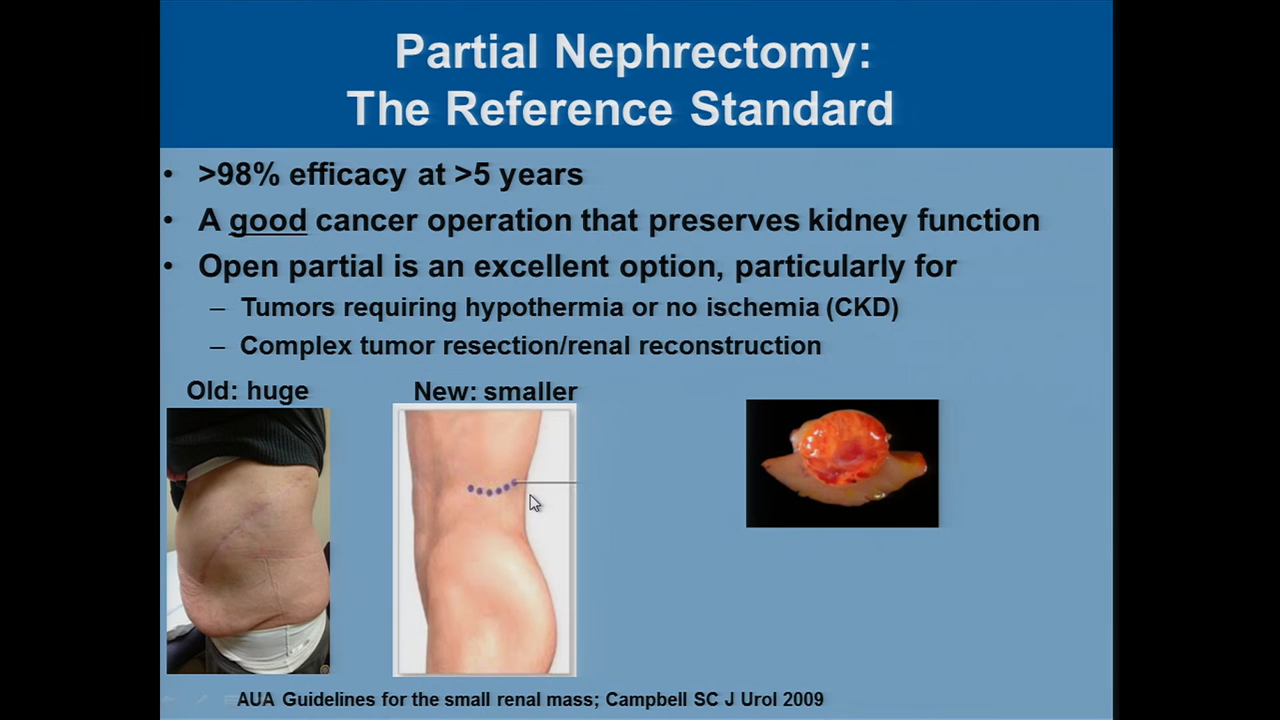 Partial Nephrectomy:
The Reference Standard
• >98% efficacy at >5 years
• A good cancer operation that preserves kidney function
• Open partial is an excellent option, particularly for
– Tumors requiring hypothermia or no ischemia (CKD)
– Complex tumor resection/renal reconstruction
Old: huge
New: smaller
AUA Guidelines for the small renal mass; Campbell SC J Urol 2009